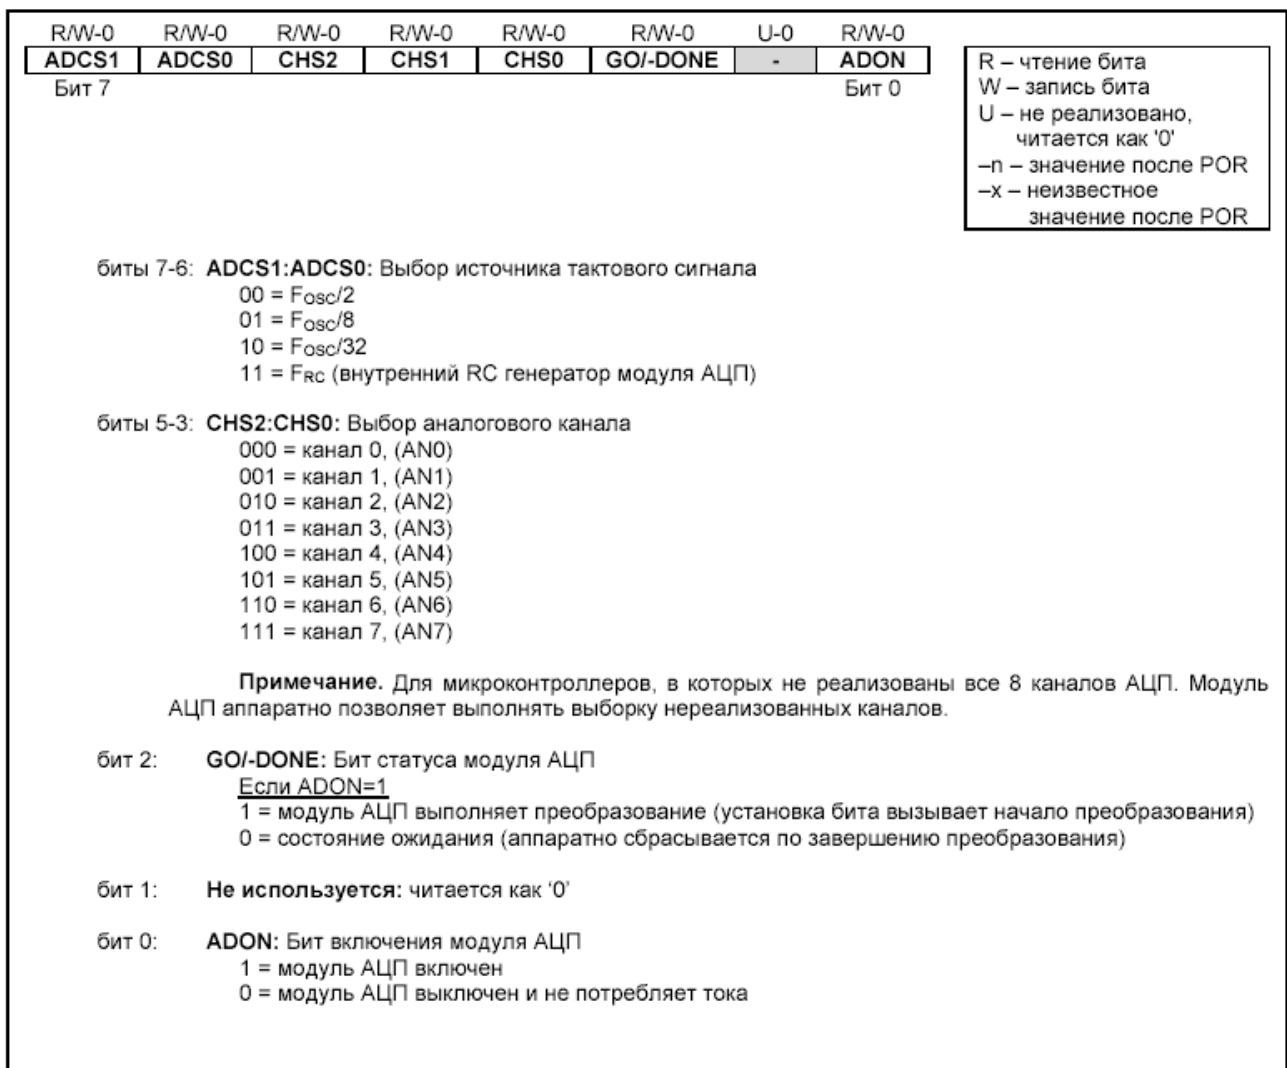 R/W-0 R/W-0 R/W-0 R/W-0 R/W-0 R/W-0 U-0 R/W-0
ADCS1 ADCS0 CHS2 CHS1 CHS0 GO/-DONE - ADON
Бит 7 Бит 0
R – чтение бита
W – запись бита
U – не реализовано,
читается как '0'
–n – значение после POR
–x – неизвестное
значение после POR
биты 7-6: ADCS1:ADCS0: Выбор источника тактового сигнала
00 = FOSC/2
01 = FOSC/8
10 = FOSC/32
11 = FRC (внутренний RC генератор модуля АЦП)
биты 5-3: CHS2:CHS0: Выбор аналогового канала
000 = канал 0, (AN0)
001 = канал 1, (AN1)
010 = канал 2, (AN2)
011 = канал 3, (AN3)
100 = канал 4, (AN4)
101 = канал 5, (AN5)
110 = канал 6, (AN6)
111 = канал 7, (AN7)
Примечание. Для микроконтроллеров, в которых не реализованы все 8 каналов АЦП. Модуль
АЦП аппаратно позволяет выполнять выборку нереализованных каналов.
бит 2: GO/-DONE: Бит статуса модуля АЦП
Если ADON=1
1 = модуль АЦП выполняет преобразование (установка бита вызывает начало преобразования)
0 = состояние ожидания (аппаратно сбрасывается по завершению преобразования)
бит 1: Не используется: читается как ‘0’
бит 0: ADON: Бит включения модуля АЦП
1 = модуль АЦП включен
0 = модуль АЦП выключен и не потребляет тока